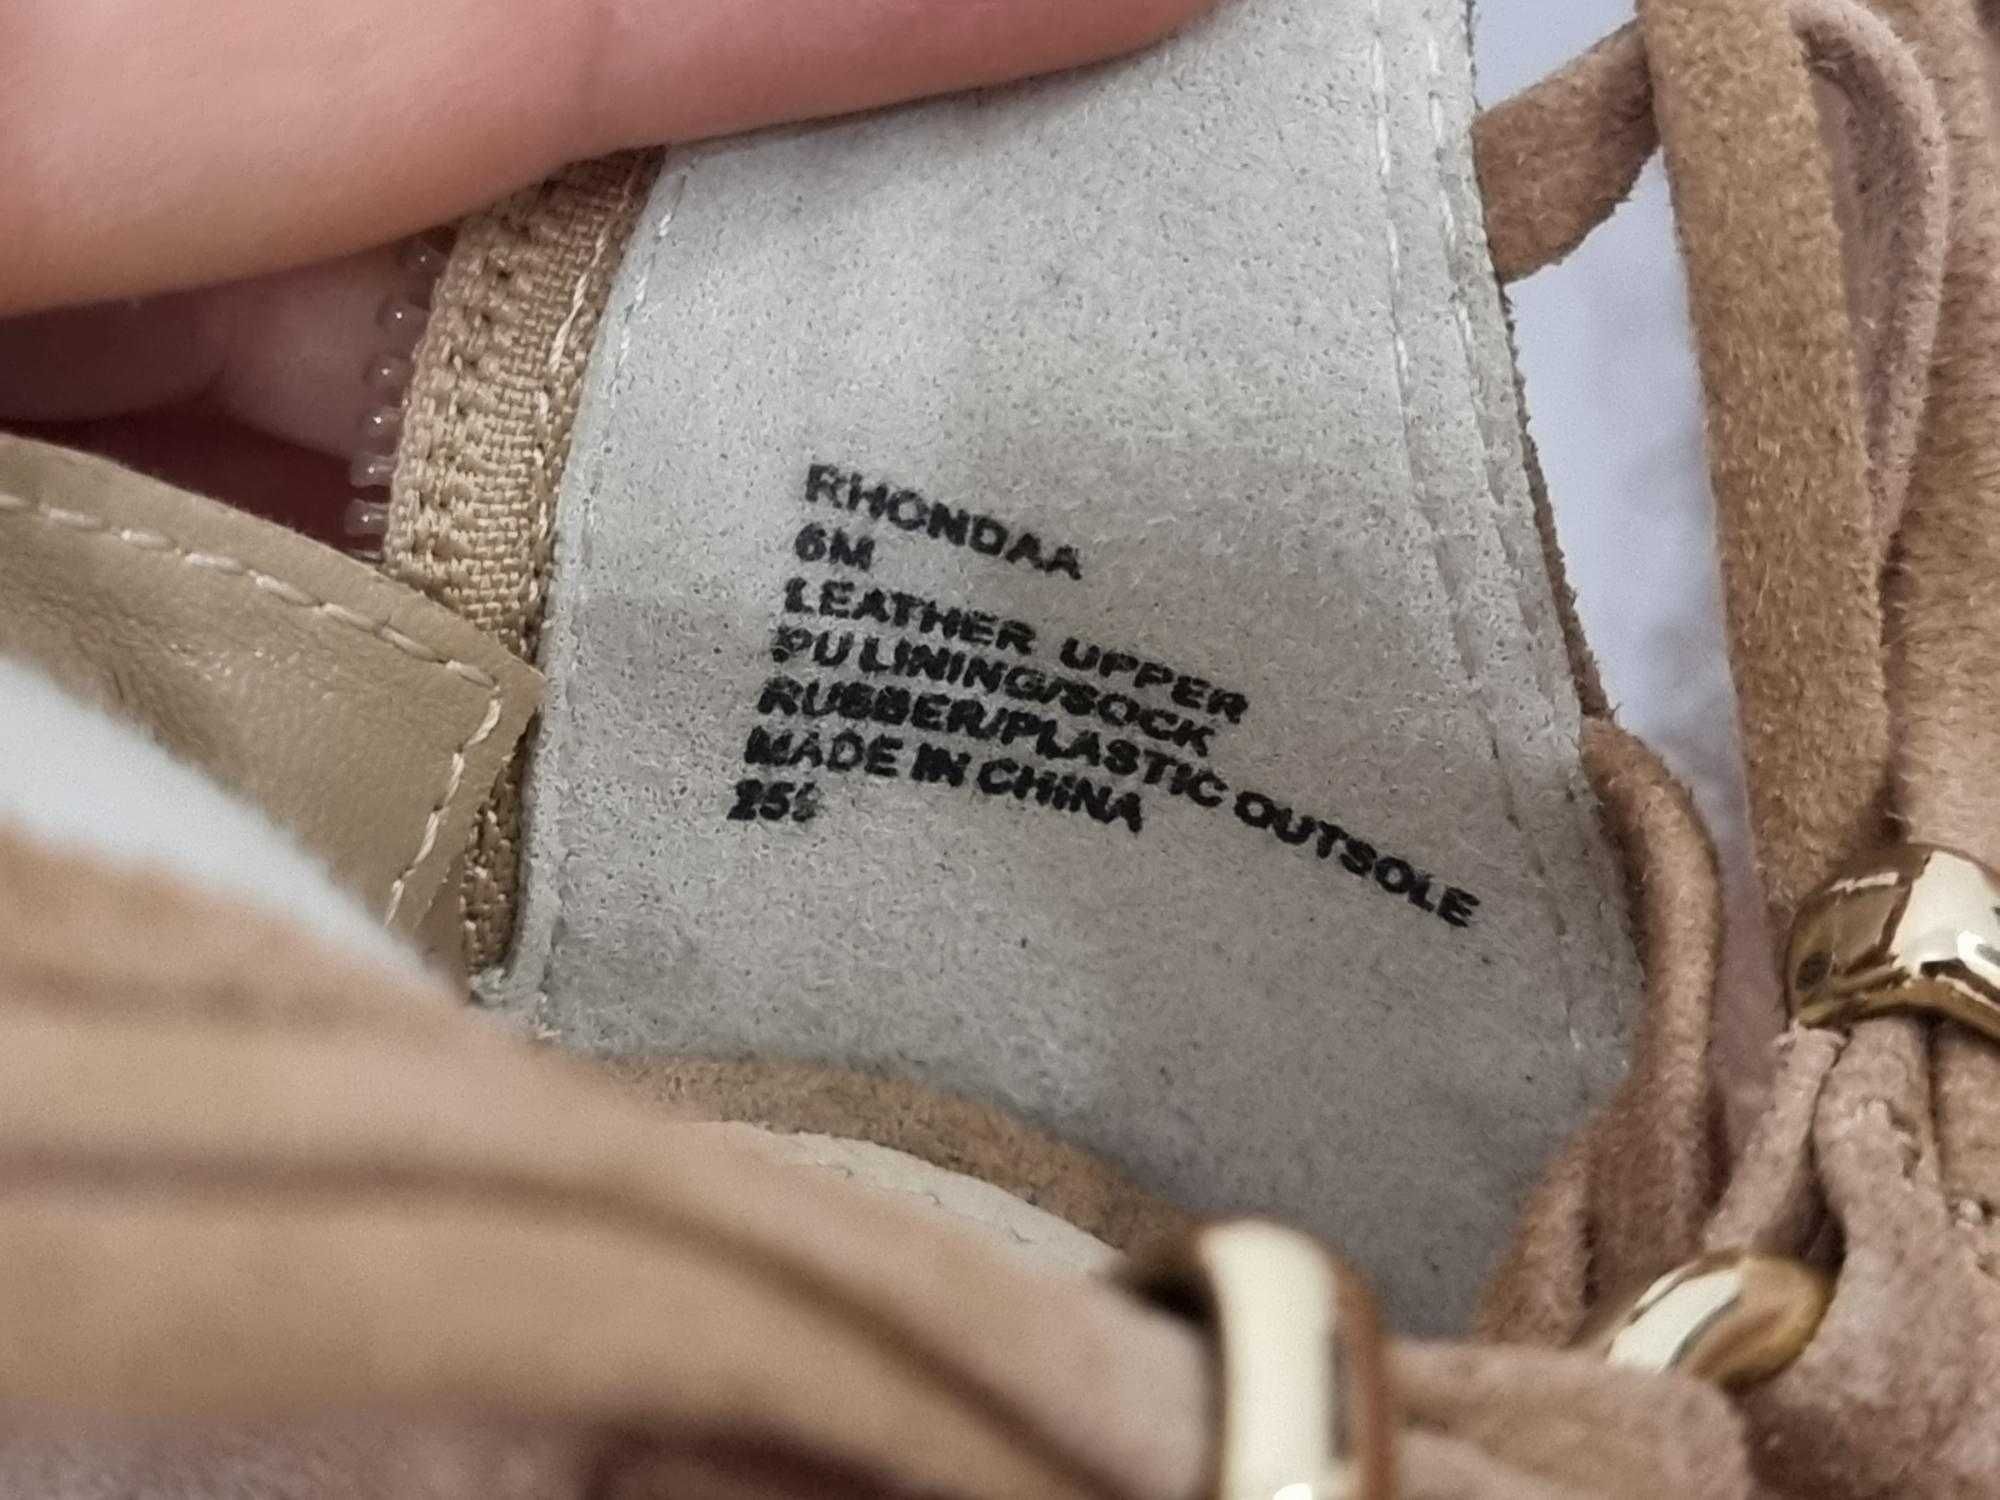 RHONDAA
6M
LEATHER UPPER
PU LINING/SOCK
RUBBER/PLASTIC OUTSOLE
MADE IN CHINA